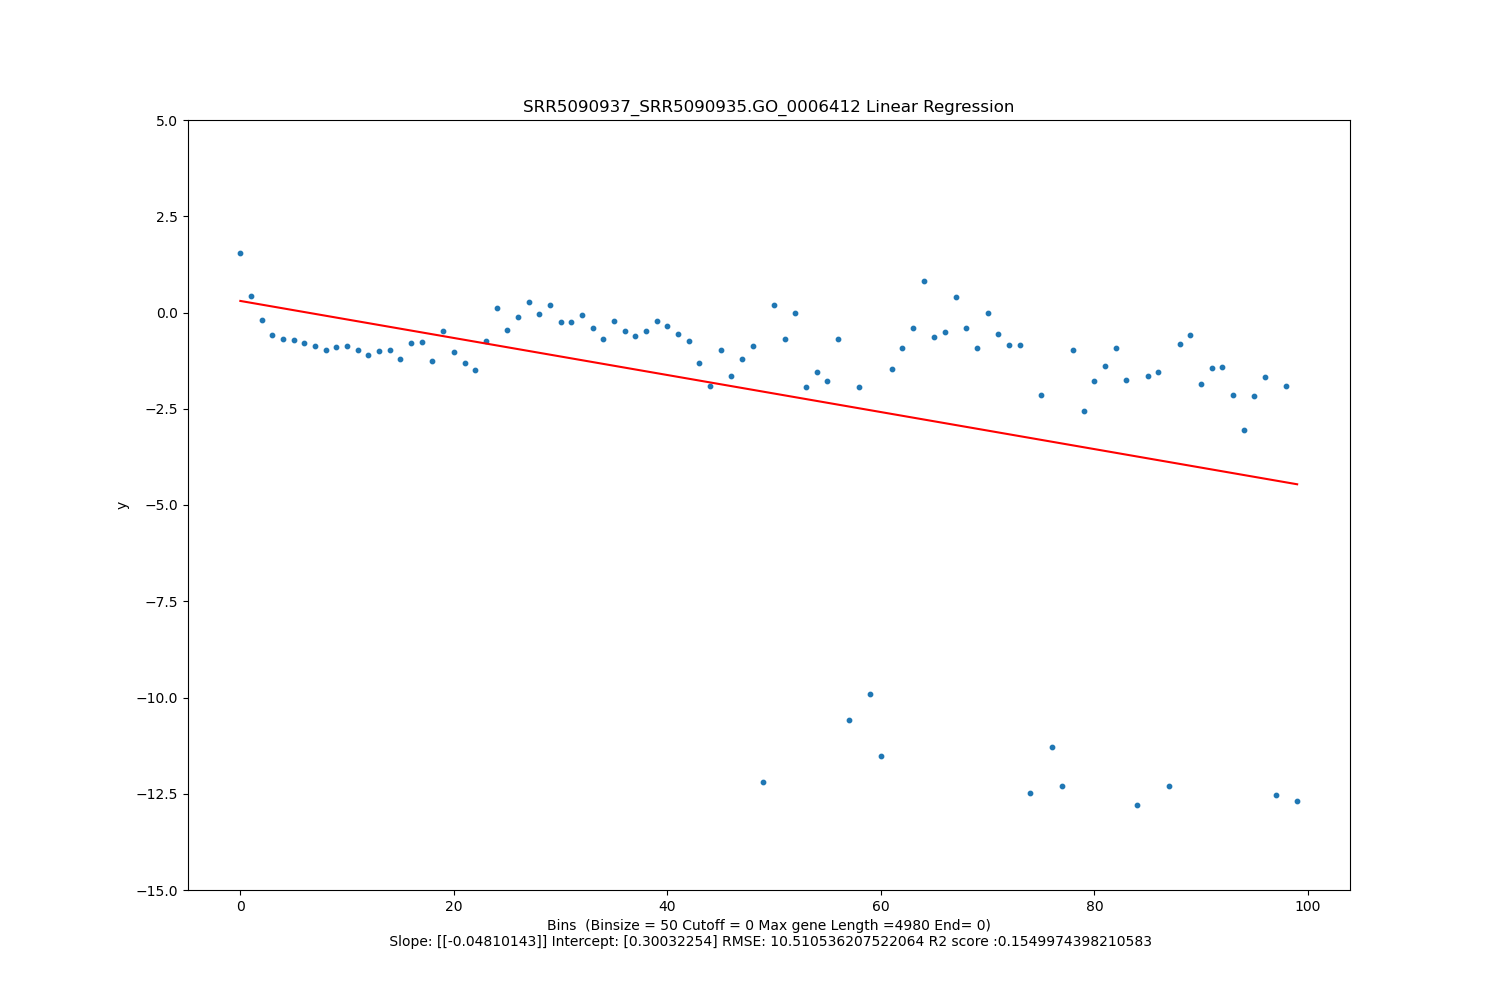 SRR5090937_SRR5090935.GO_0006412 Linear Regression
5.0
2.5
0.0
−2.5
y
−5.0
−7.5
−10.0
−12.5
−15.0
0 20 40 60 80 100
Bins  (Binsize = 50 Cutoff = 0 Max gene Length =4980 End= 0)
Slope: [[-0.04810143]] Intercept: [0.30032254] RMSE: 10.510536207522064 R2 score :0.1549974398210583